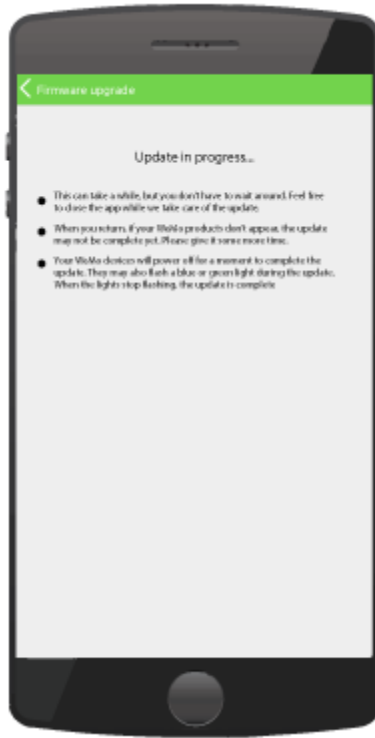 Firmware upgrade
Update in progress...
This can take a while, but you don't have to wait around. Feel free
to close the app while we take care of the update.
When you return, if your WeMo products don't appear, the update
may not be complete yet. Please give it some more time.
Your WeMo devices will power off for a moment to complete the
update. They may also flash a blue or green light during the update.
When the lights stop flashing, the update is complete